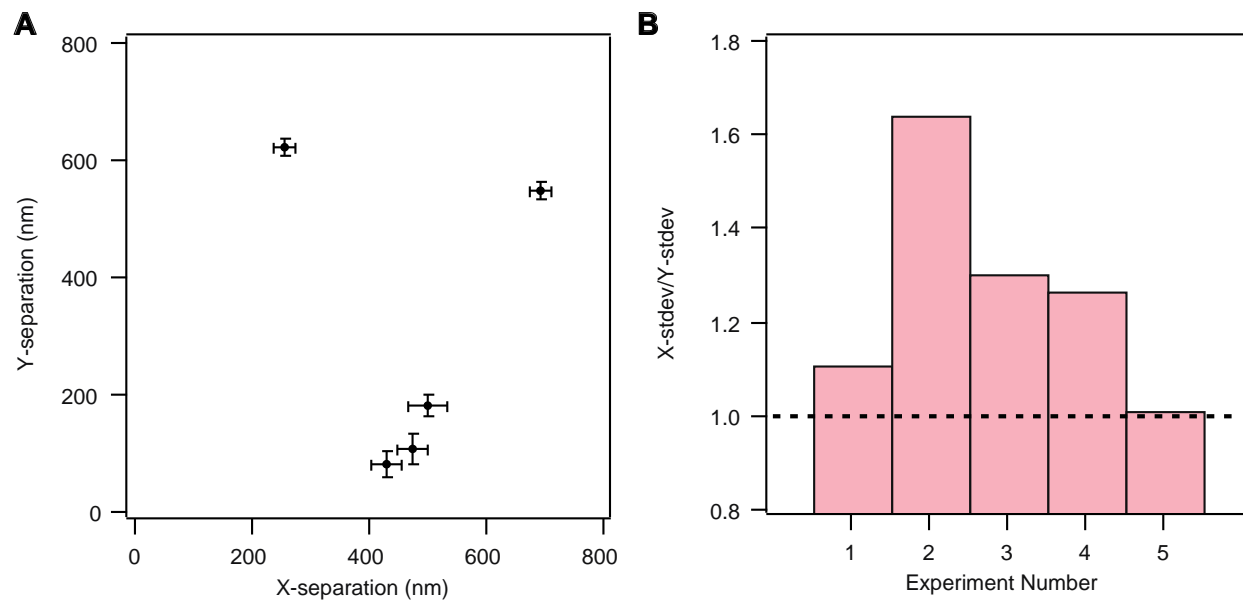 A
800
600
400
200
0
Y-separation (nm)
0 200 400 600 800
X-separation (nm)
B
1.8
1.6
1.4
1.2
1.0
0.8
X-stdev/Y-stdev
1 2 3 4 5
Experiment Number